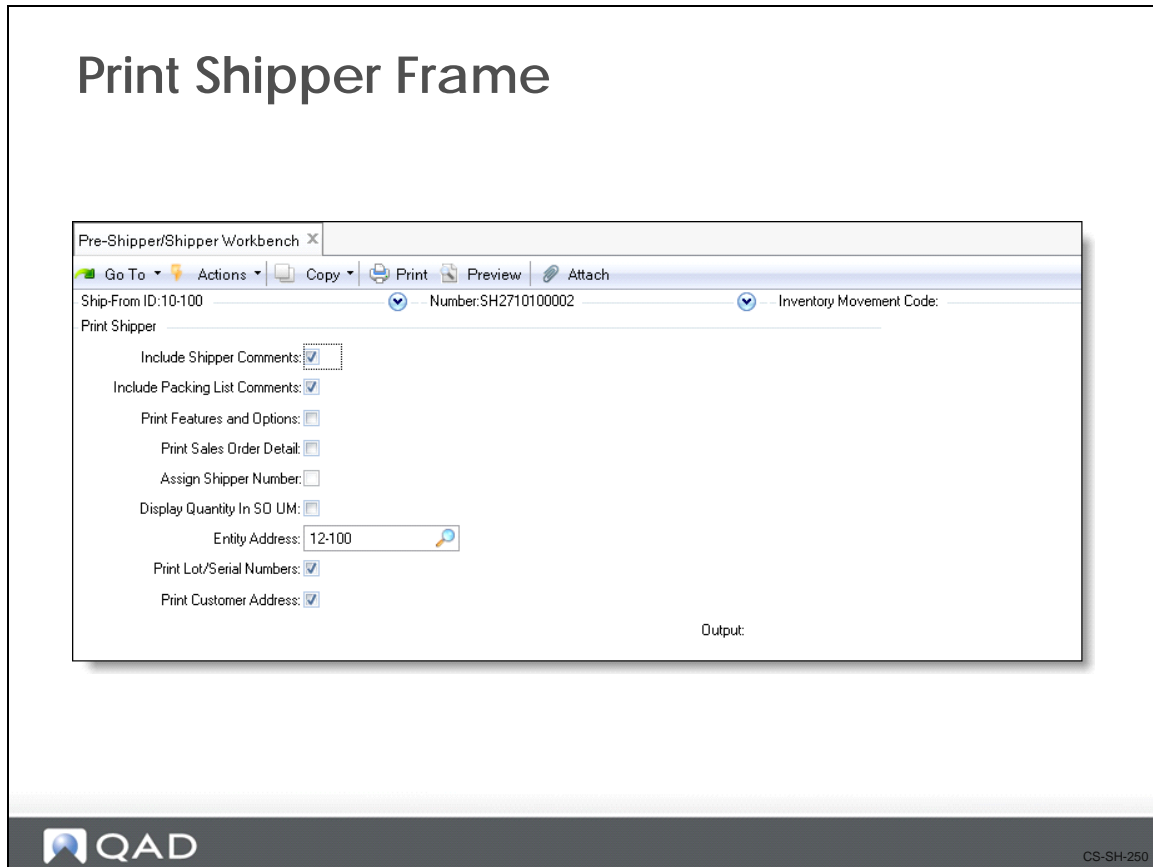 Print Shipper Frame
Pre-Shipper/Shipper Workbench
Go To Actions Copy Print Preview Attach
Ship-From ID:10-100 Number:SH2710100002 Inventory Movement Code:
Print Shipper
Include Shipper Comments:
Include Packing List Comments:
Print Features and Options:
Print Sales Order Detail:
Assign Shipper Number:
Display Quantity In SO UM:
Entity Address: 12-100
Print Lot/Serial Numbers:
Print Customer Address:
Output:
QAD
CS-SH-250